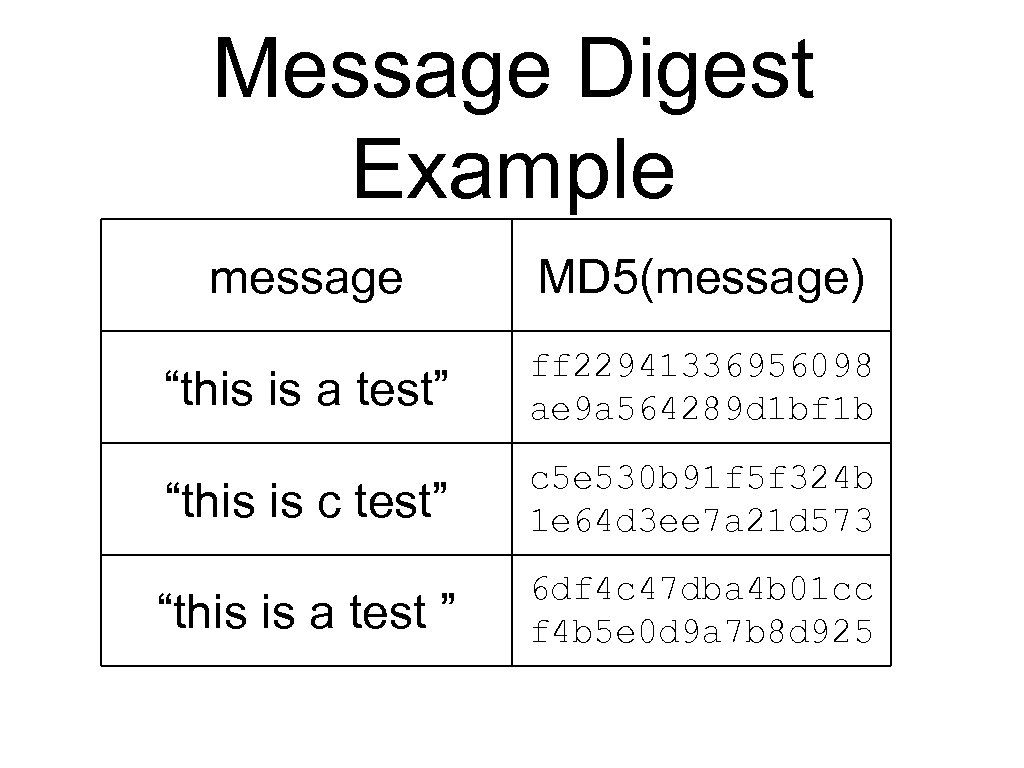 Message Digest
Example
message MD5(message)
“this is a test” ff22941336956098
ae9a564289d1bf1b
“this is c test” c5e530b91f5f324b
1e64d3ee7a21d573
“this is a test ” 6df4c47dba4b01cc
f4b5e0d9a7b8d925